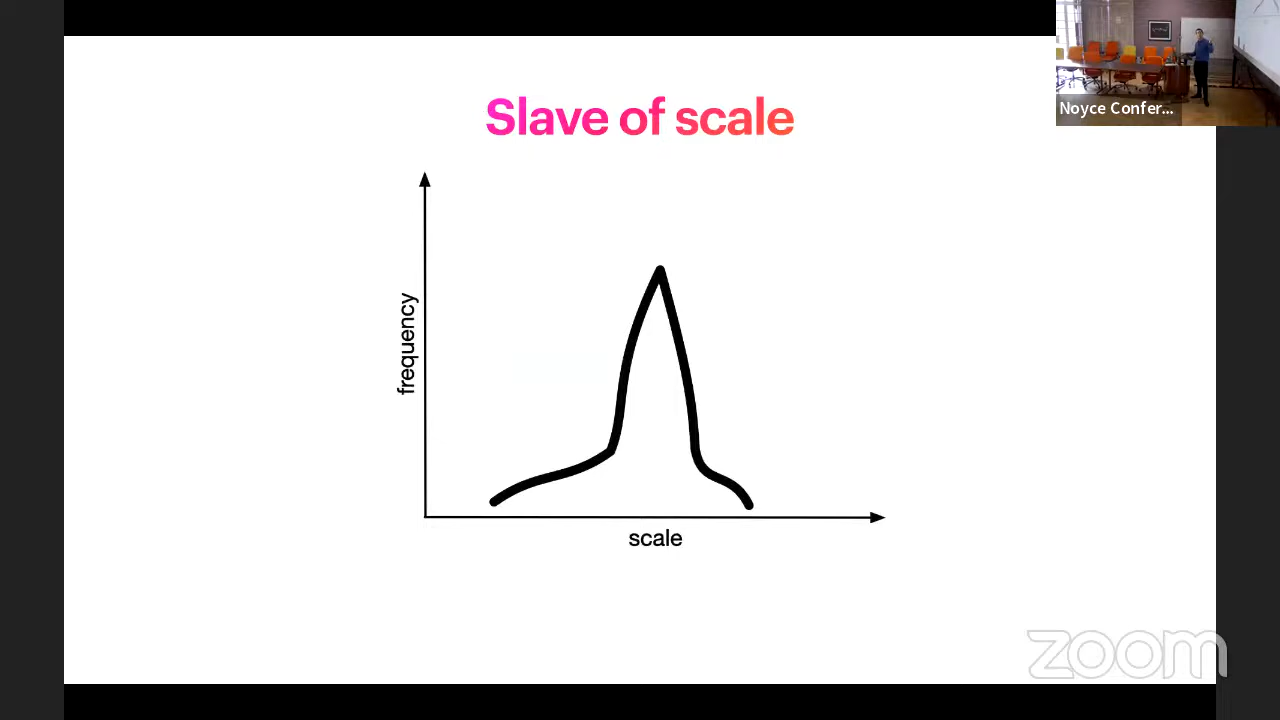 Slave of scale
Noyce Confer...
frequency
scale
zoom